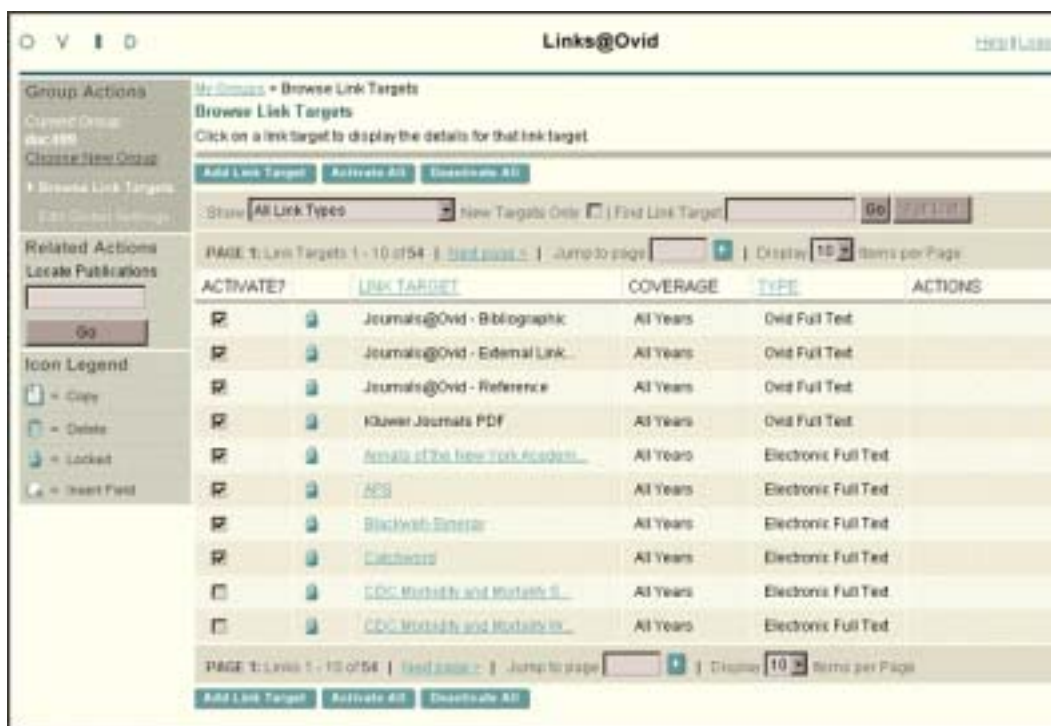 O V I D
Links@Ovid
Help |
Group Actions
Current Group:
Choose New Group
Browse Link Targets
Edit Global Settings
Related Actions
Locale Publications
Go
Icon Legend
= Copy
= Delete
= Locked
= Insert Field
My Groups > Browse Link Targets
Browse Link Targets
Click on a link target to display the details for that link target.
Add Link Target Activate All Deactivate All
Show All Link Types New Targets Only | Find Link Target Go
PAGE 1: Link Targets 1 - 10 of 54 | Next page > | Jump to page | Display 10 Items per Page
ACTIVATE? LINK TARGET COVERAGE TYPE ACTIONS
Journals@Ovid - Bibliographic All Years Ovid Full Text
Journals@Ovid - External Link... All Years Ovid Full Text
Journals@Ovid - Reference All Years Ovid Full Text
Kluwer Journals PDF All Years Ovid Full Text
Annals of the New York Academ... All Years Electronic Full Text
All Years Electronic Full Text
Blackwell Synergy All Years Electronic Full Text
Catchword All Years Electronic Full Text
CDC Morbidity and Mortality S... All Years Electronic Full Text
CDC Morbidity and Mortality W... All Years Electronic Full Text
PAGE 1: Links 1 - 10 of 54 | Next page > | Jump to page | Display 10 Items per Page
Add Link Target Activate All Deactivate All